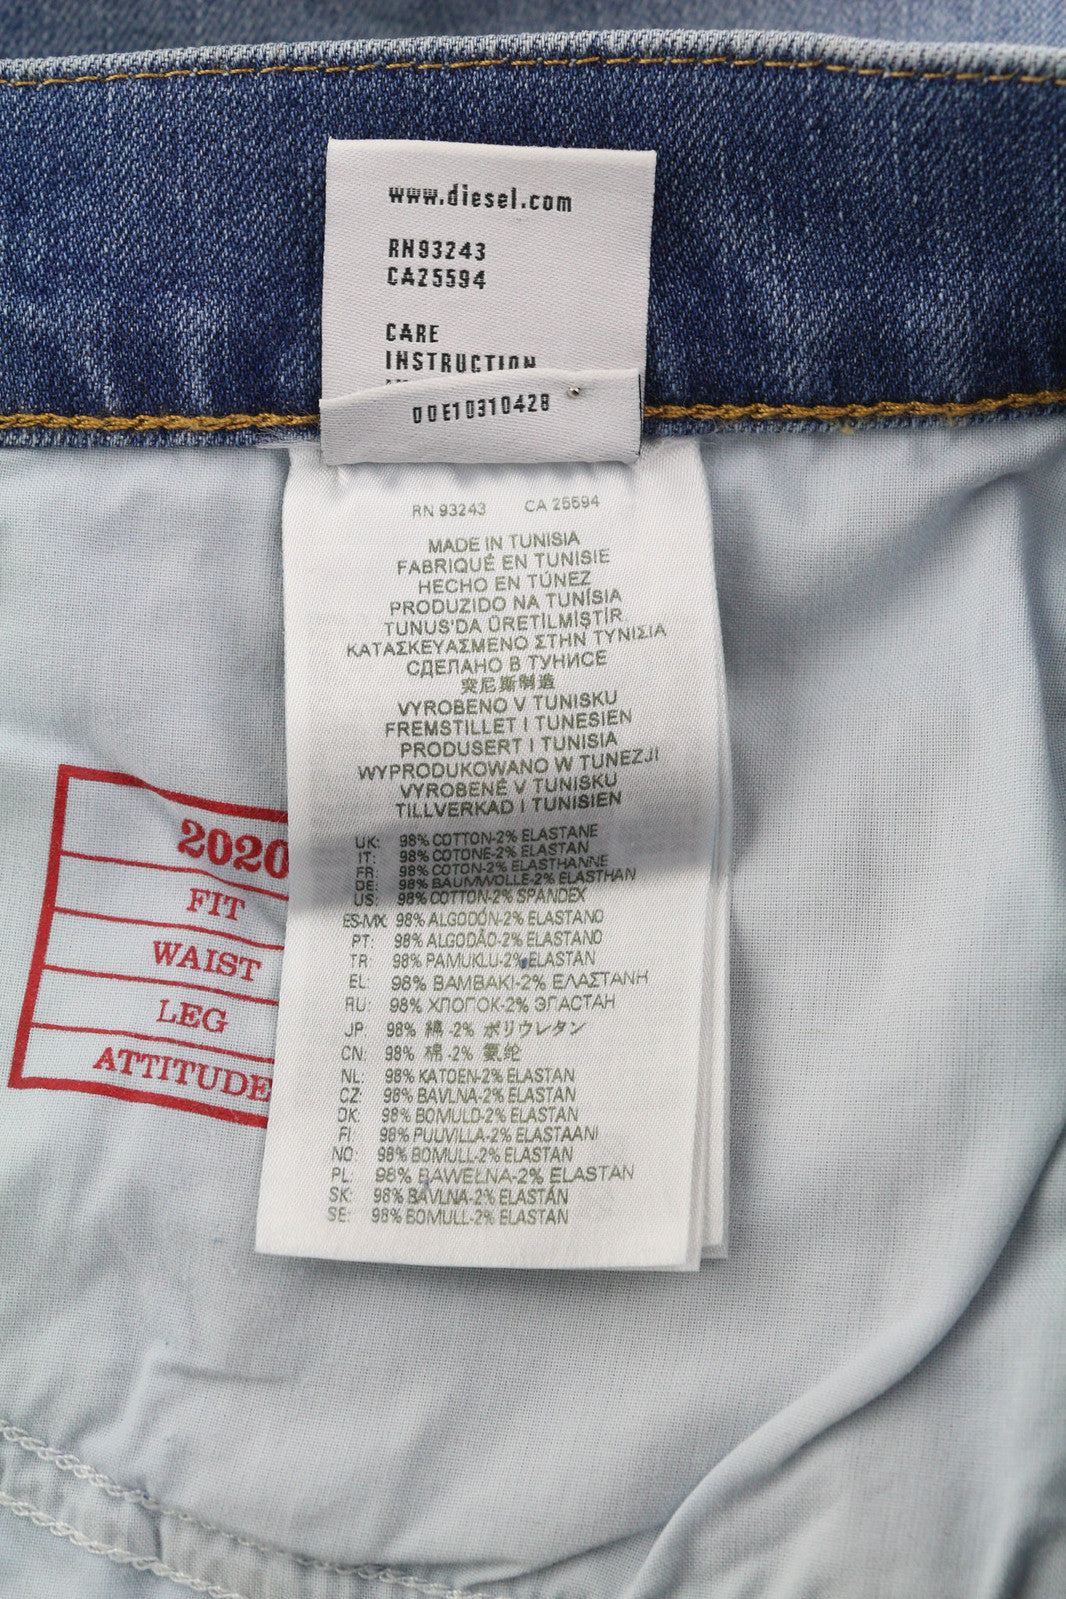 www.diesel.com
RN93243
CA25594
CARE
INSTRUCTION
00E10310428
RN 93243 CA 25594
MADE IN TUNISIA
FABRIQUÉ EN TUNISIE
HECHO EN TÚNEZ
PRODUZIDO NA TUNÍSIA
TUNUS'DA ÜRETİLMİŞTİR
ΚΑΤΑΣΚΕΥΑΣΜΕΝΟ ΣΤΗΝ ΤΥΝΙΣΙΑ
СДЕЛАНО В ТУНИСЕ
突尼斯制造
VYROBENO V TUNISKU
FREMSTILLET I TUNESIEN
PRODUSERT I TUNISIA
WYPRODUKOWANO W TUNEZJI
VYROBENÉ V TUNISKU
TILLVERKAD I TUNISIEN
UK: 98% COTTON-2% ELASTANE
IT: 98% COTONE-2% ELASTAN
FR: 98% COTON-2% ELASTHANNE
DE: 98% BAUMWOLLE-2% ELASTHAN
US: 98% COTTON-2% SPANDEX
ES-MX: 98% ALGODÓN-2% ELASTANO
PT: 98% ALGODÃO-2% ELASTANO
TR: 98% PAMUKLU-2% ELASTAN
EL: 98% ΒΑΜΒΑΚΙ-2% ΕΛΑΣΤΑΝΗ
RU: 98% ХЛОПОК-2% ЭЛАСТАН
JP: 98% 綿 -2% ポリウレタン
CN: 98% 棉 -2% 氨纶
NL: 98% KATOEN-2% ELASTAN
CZ: 98% BAVLNA-2% ELASTAN
DK: 98% BOMULD-2% ELASTAN
FI: 98% PUUVILLA-2% ELASTAANI
NO: 98% BOMULL-2% ELASTAN
PL: 98% BAWEŁNA-2% ELASTAN
SK: 98% BAVLNA-2% ELASTÁN
SE: 98% BOMULL-2% ELASTAN
2020
FIT
WAIST
LEG
ATTITUDE